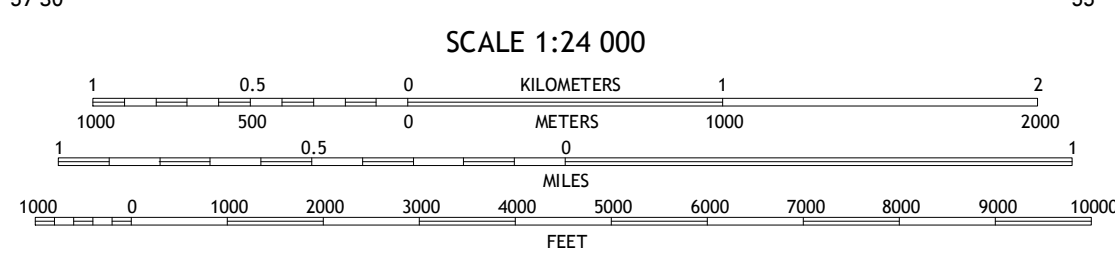 SCALE 1:24 000
1 0.5 0 KILOMETERS 1 2
1000 500 0 METERS 1000 2000
1 0.5 0 1
MILES
1000 0 1000 2000 3000 4000 5000 6000 7000 8000 9000 10000
FEET